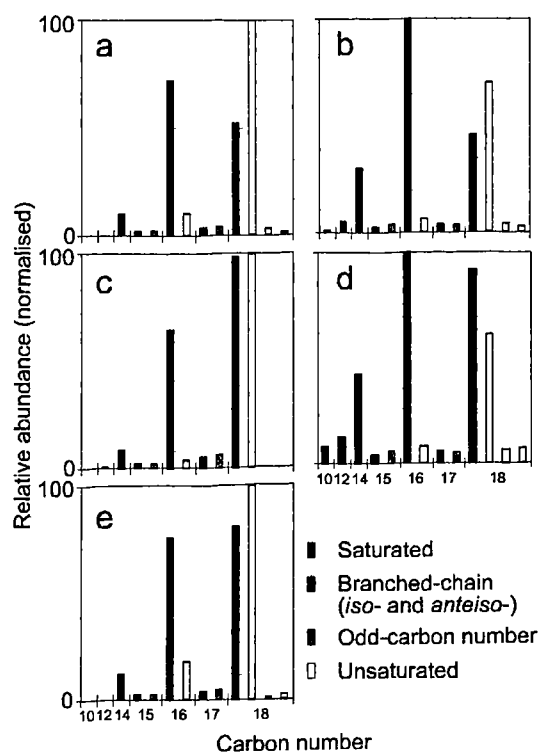 100
a
b
0
100
c
d
0
10 12 14 15 16 17 18
100
e
0
10 12 14 15 16 17 18
Relative abundance (normalised)
Carbon number
Saturated
Branched-chain
(iso- and anteiso-)
Odd-carbon number
Unsaturated